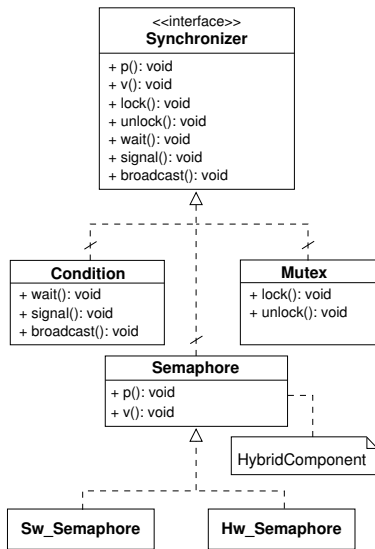 <<interface>>
Synchronizer
+ p(): void
+ v(): void
+ lock(): void
+ unlock(): void
+ wait(): void
+ signal(): void
+ broadcast(): void
Condition
+ wait(): void
+ signal(): void
+ broadcast(): void
Mutex
+ lock(): void
+ unlock(): void
Semaphore
+ p(): void
+ v(): void
HybridComponent
Sw_Semaphore
Hw_Semaphore